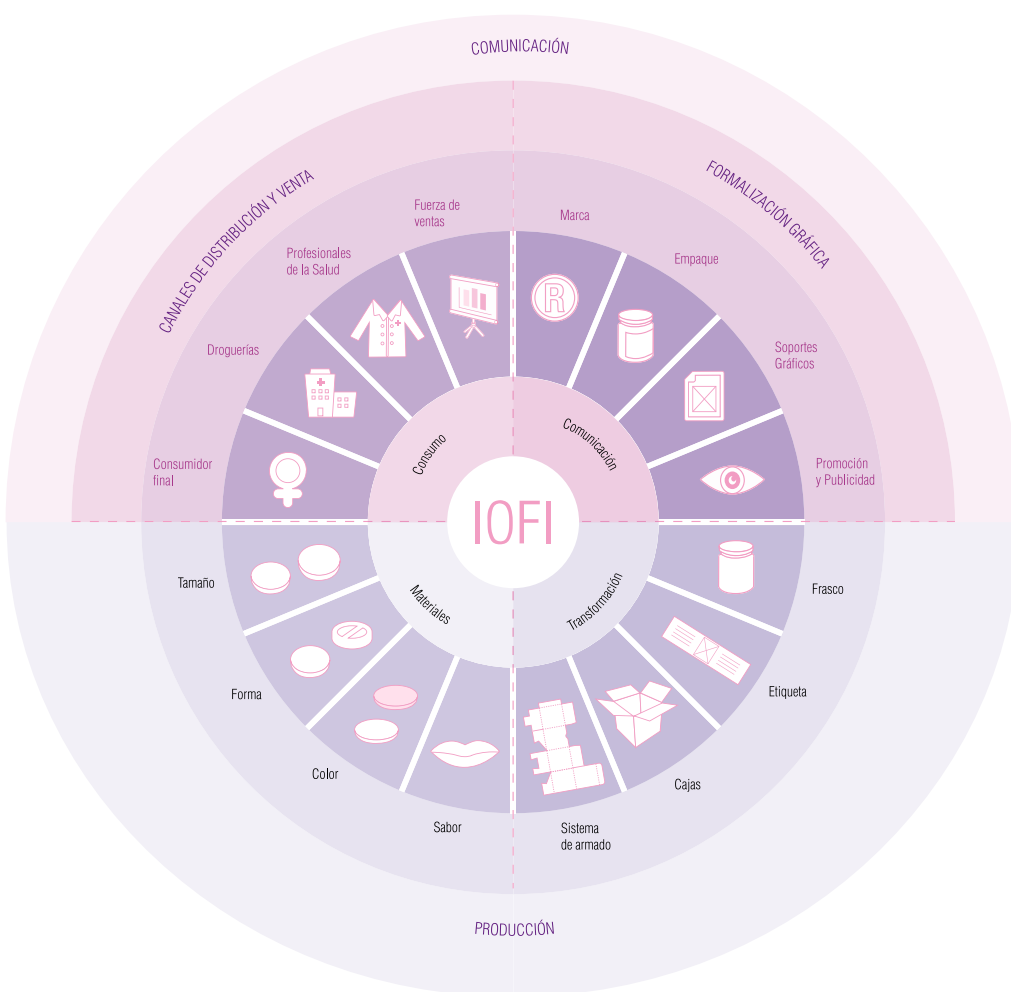 COMUNICACIÓN
CANALES DE DISTRIBUCIÓN Y VENTA
FORMALIZACIÓN GRÁFICA
Fuerza de
ventas
Marca
Profesionales
de la Salud
Empaque
Droguerías
Soportes
Gráficos
Consumidor
final
Promoción
y Publicidad
R
Consumo
Comunicación
IOFI
Materiales
Transformación
Tamaño
Frasco
Forma
Etiqueta
Color
Cajas
Sabor
Sistema
de armado
PRODUCCIÓN